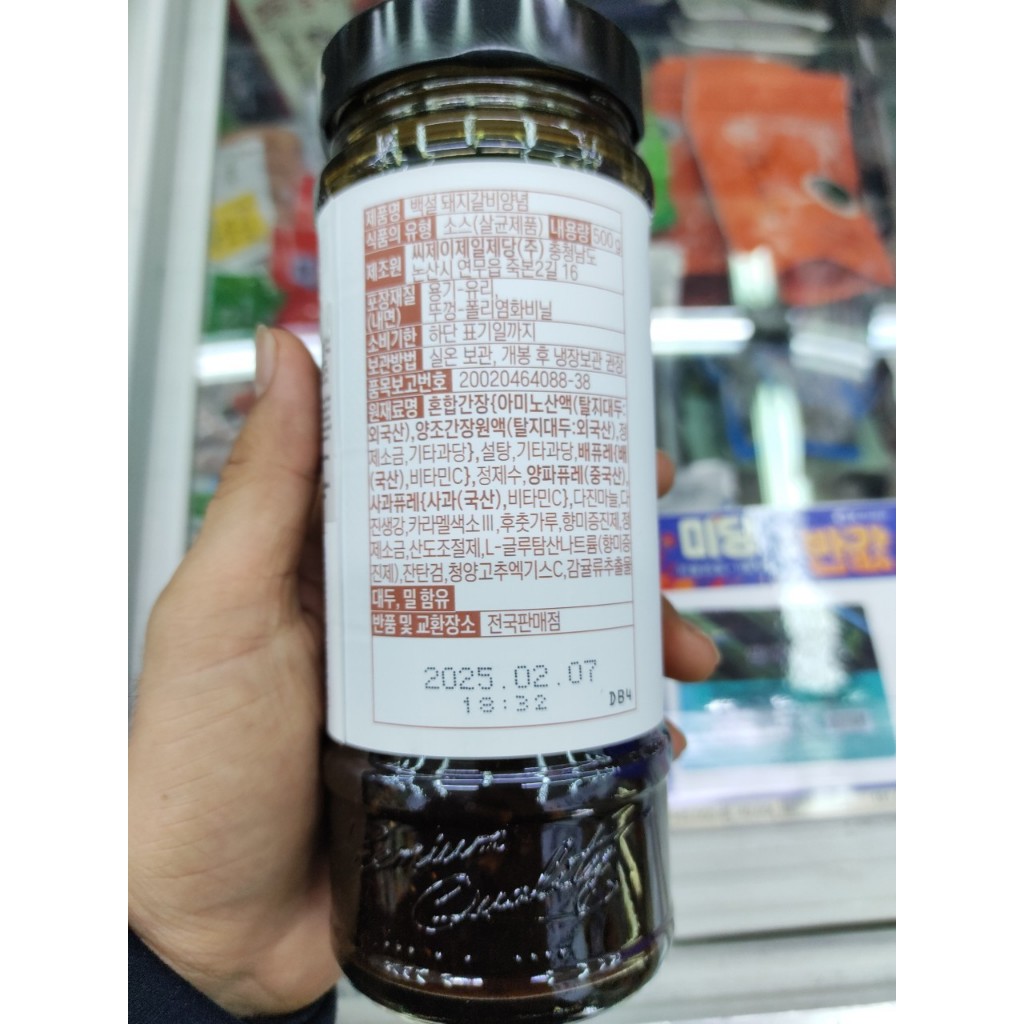 제품명 백설 돼지갈비양념
식품의 유형 소스(살균제품) 내용량 500 g
제조원 씨제이제일제당(주) 충청남도
논산시 연무읍 죽본2길 16
포장재질 용기-유리,
(내면) 뚜껑-폴리염화비닐
소비기한 하단 표기일까지
보관방법 실온 보관, 개봉 후 냉장보관 권장
품목보고번호 20020464088-38
원재료명 혼합간장{아미노산액(탈지대두:
외국산),양조간장원액(탈지대두:외국산),정
제소금,기타과당},설탕,기타과당,배퓨레{배
(국산),비타민C},정제수,양파퓨레(중국산),
사과퓨레{사과(국산),비타민C},다진마늘,다
진생강,카라멜색소Ⅲ,후춧가루,향미증진제,정
제소금,산도조절제,L-글루탐산나트륨(향미증
진제),잔탄검,청양고추엑기스C,감귤류추출물
대두, 밀 함유
반품 및 교환장소 전국판매점
2025.02.07
18:32 DB4
Premium
Quality
반값